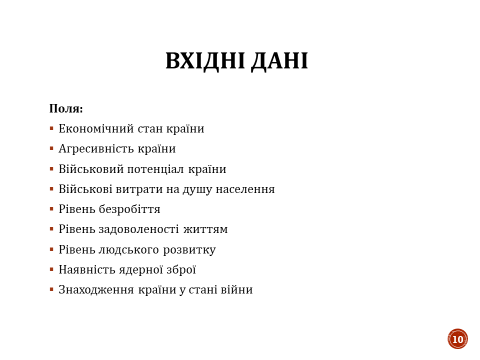 ВХІДНІ ДАНІ
Поля:
▪ Економічний стан країни
▪ Агресивність країни
▪ Військовий потенціал країни
▪ Військові витрати на душу населення
▪ Рівень безробіття
▪ Рівень задоволеності життям
▪ Рівень людського розвитку
▪ Наявність ядерної зброї
▪ Знаходження країни у стані війни
10